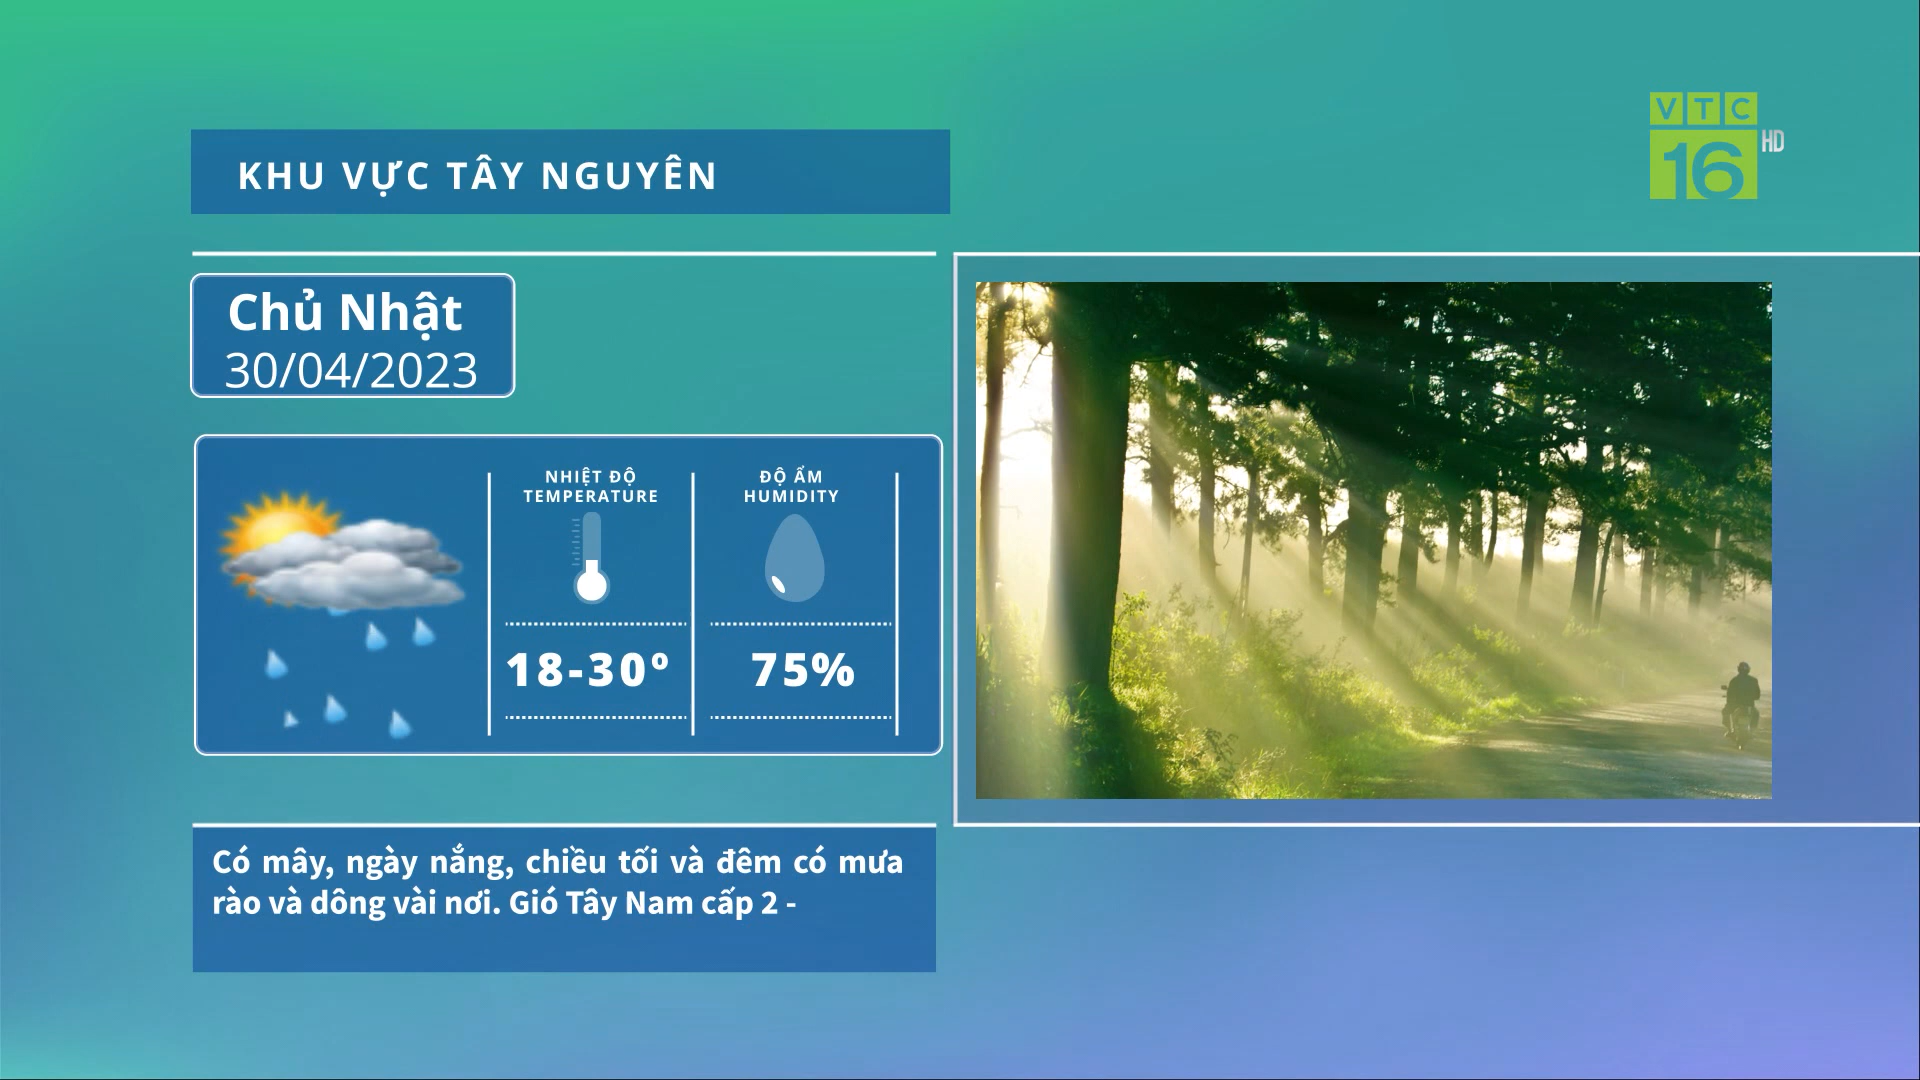 VTC
16 HD
KHU VỰC TÂY NGUYÊN
Chủ Nhật
30/04/2023
NHIỆT ĐỘ
TEMPERATURE
18-30º
ĐỘ ẨM
HUMIDITY
75%
Có mây, ngày nắng, chiều tối và đêm có mưa
rào và dông vài nơi. Gió Tây Nam cấp 2 -